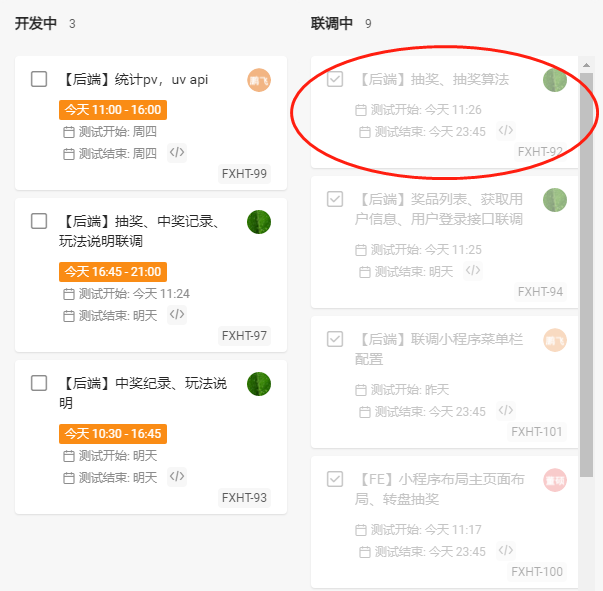 开发中 3
【后端】统计pv，uv api
鹏飞
今天 11:00 - 16:00
测试开始: 周四
测试结束: 周四 </>
FXHT-99
【后端】抽奖、中奖记录、
玩法说明联调
今天 16:45 - 21:00
测试开始: 今天 11:24
测试结束: 明天 </>
FXHT-97
【后端】中奖纪录、玩法说
明
今天 10:30 - 16:45
测试开始: 明天
测试结束: 明天 </>
FXHT-93
联调中 9
【后端】抽奖、抽奖算法
测试开始: 今天 11:26
测试结束: 今天 23:45 </>
FXHT-92
【后端】奖品列表、获取用
户信息、用户登录接口联调
测试开始: 今天 11:25
测试结束: 明天 </>
FXHT-94
【后端】联调小程序菜单栏
配置
鹏飞
测试开始: 昨天
测试结束: 今天 23:45 </>
FXHT-101
【FE】小程序布局主页面布
局、转盘抽奖
测试开始: 今天 11:17
测试结束: 今天 23:45 </>
FXHT-100